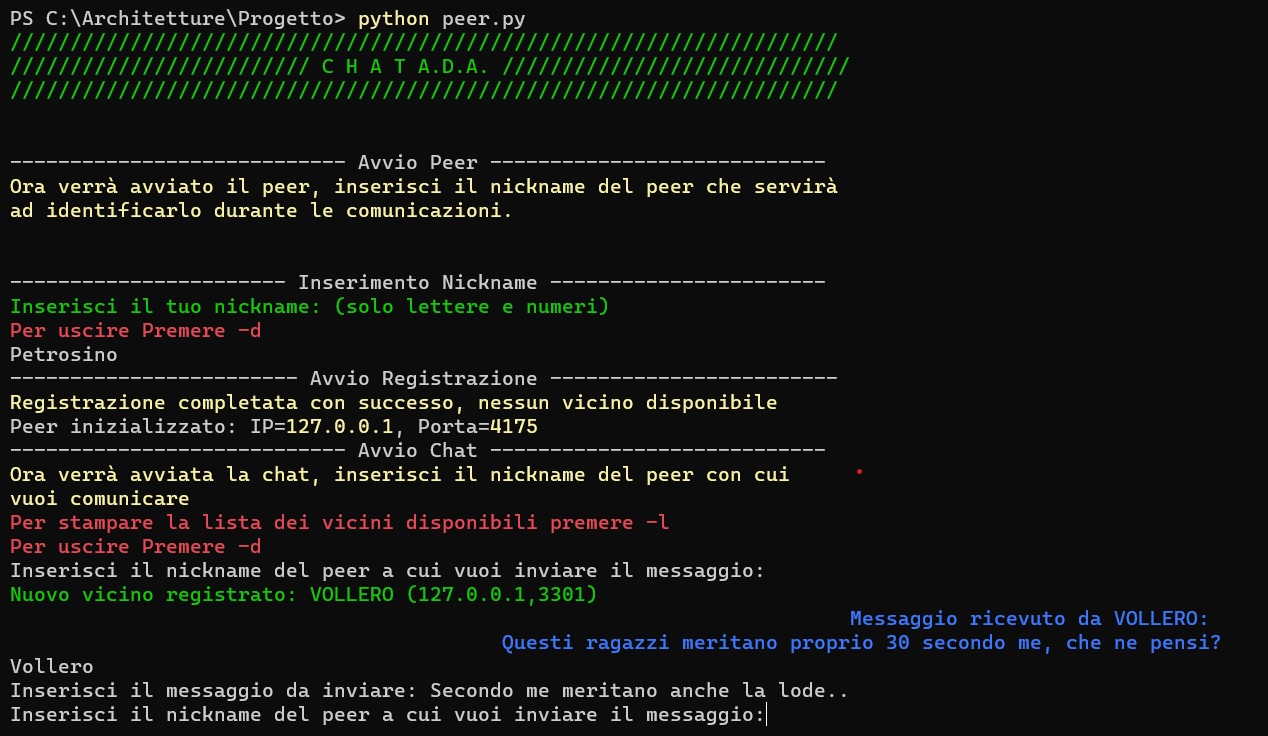 PS C:\Architetture\Progetto> python peer.py
/////////////////////////////////////////////////////////////////////
/////////////////////////// C H A T A.D.A. /////////////////////////////
/////////////////////////////////////////////////////////////////////
---------------------------- Avvio Peer ----------------------------
Ora verrà avviato il peer, inserisci il nickname del peer che servirà
ad identificarlo durante le comunicazioni.
----------------------- Inserimento Nickname -----------------------
Inserisci il tuo nickname: (solo lettere e numeri)
Per uscire Premere -d
Petrosino
------------------------ Avvio Registrazione ------------------------
Registrazione completata con successo, nessun vicino disponibile
Peer inizializzato: IP=127.0.0.1, Porta=4175
---------------------------- Avvio Chat ----------------------------
Ora verrà avviata la chat, inserisci il nickname del peer con cui
vuoi comunicare
Per stampare la lista dei vicini disponibili premere -l
Per uscire Premere -d
Inserisci il nickname del peer a cui vuoi inviare il messaggio:
Nuovo vicino registrato: VOLLERO (127.0.0.1,3301)
Messaggio ricevuto da VOLLERO:
Questi ragazzi meritano proprio 30 secondo me, che ne pensi?
Vollero
Inserisci il messaggio da inviare: Secondo me meritano anche la lode..
Inserisci il nickname del peer a cui vuoi inviare il messaggio: